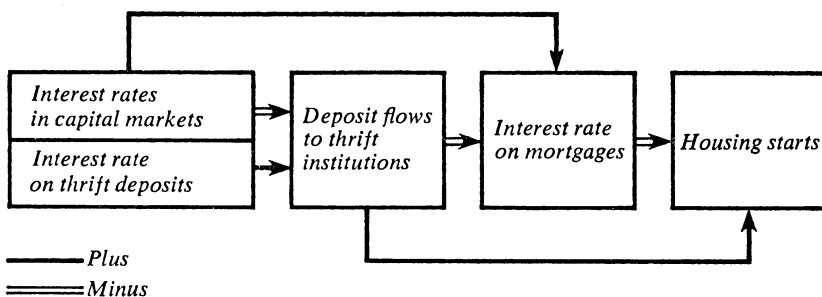 Interest rates
in capital markets
Interest rate
on thrift deposits
Deposit flows
to thrift
institutions
Interest rate
on mortgages
Housing starts
Plus
Minus